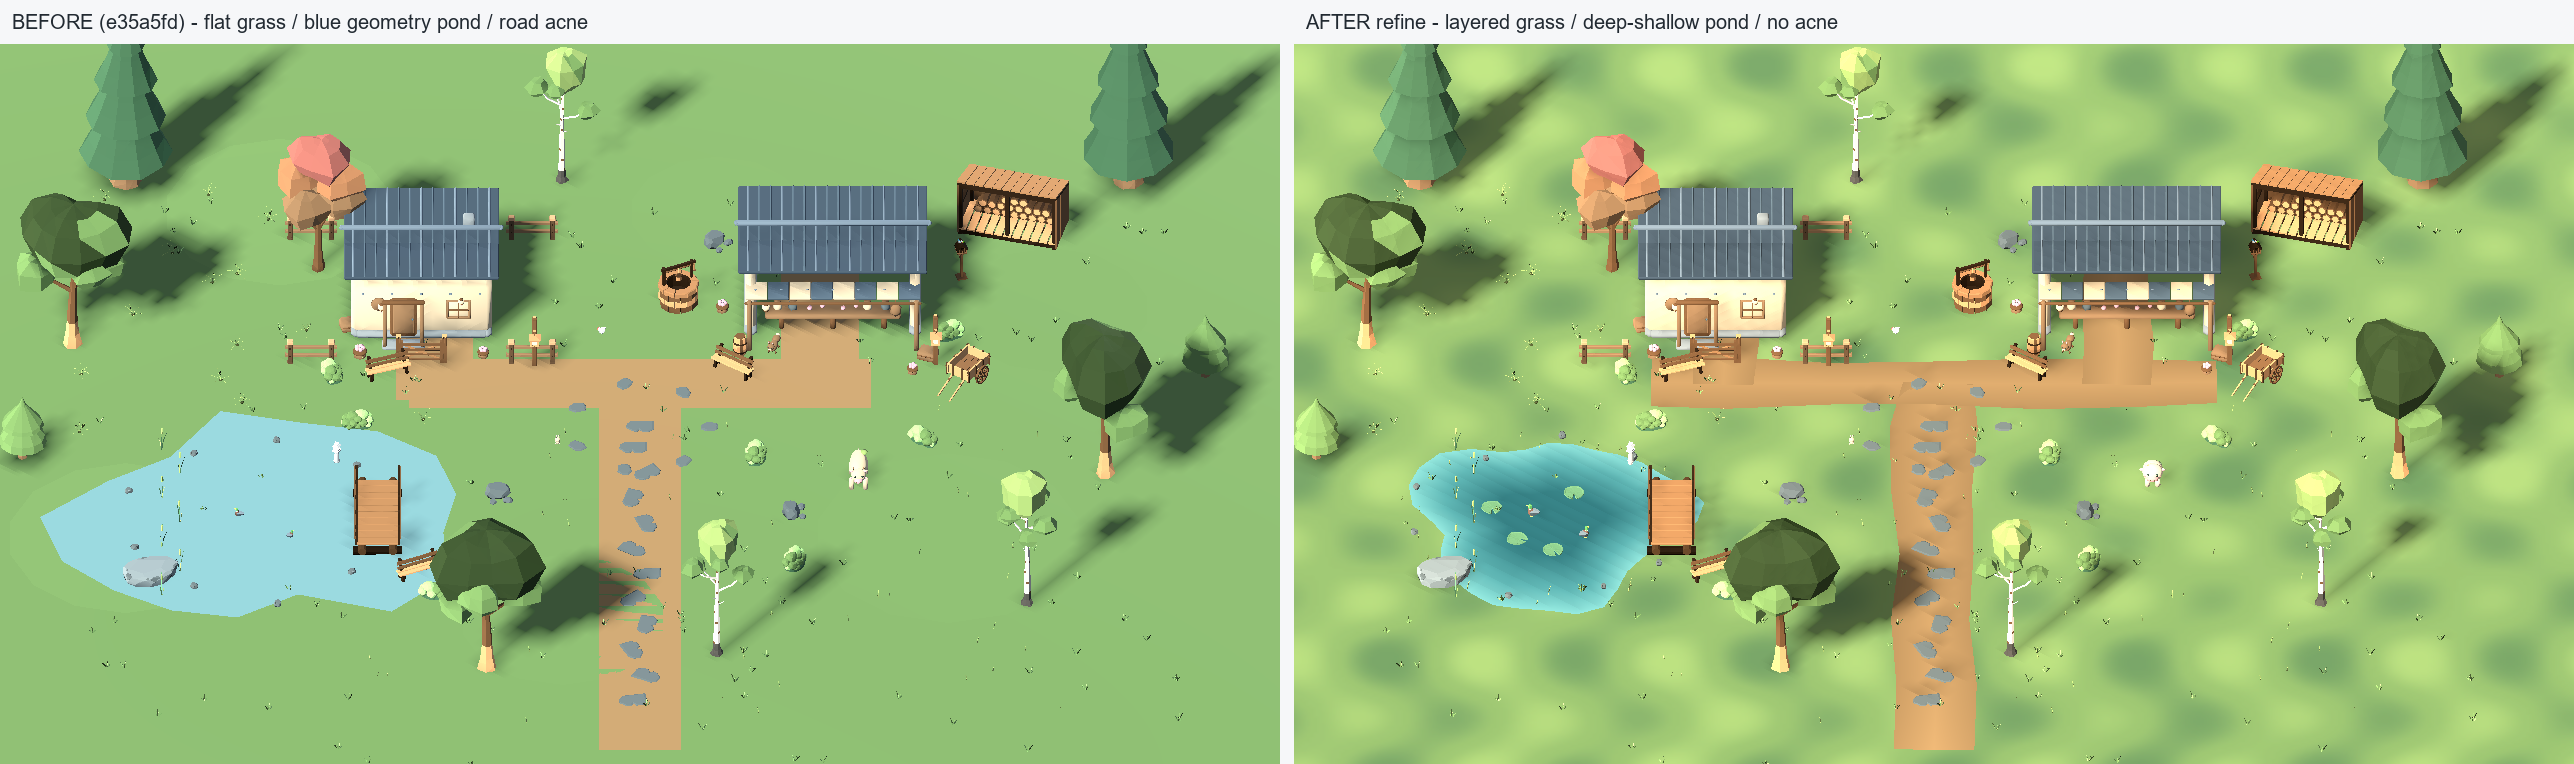 BEFORE (e35a5fd) - flat grass / blue geometry pond / road acne
AFTER refine - layered grass / deep-shallow pond / no acne